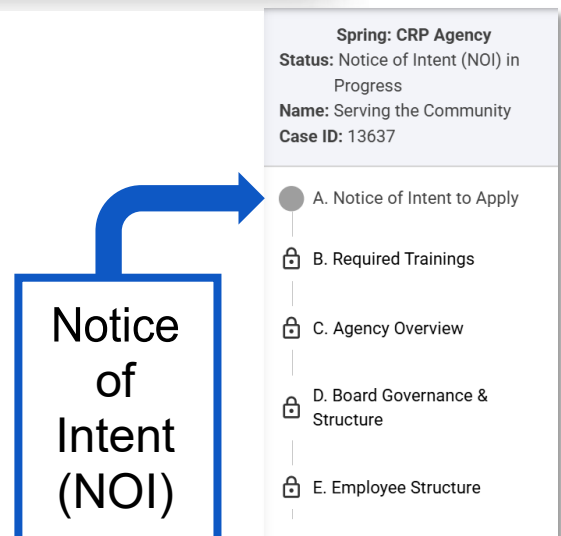 Spring: CRP Agency
Status: Notice of Intent (NOI) in
Progress
Name: Serving the Community
Case ID: 13637
A. Notice of Intent to Apply
B. Required Trainings
C. Agency Overview
D. Board Governance &
Structure
E. Employee Structure
Notice
of
Intent
(NOI)